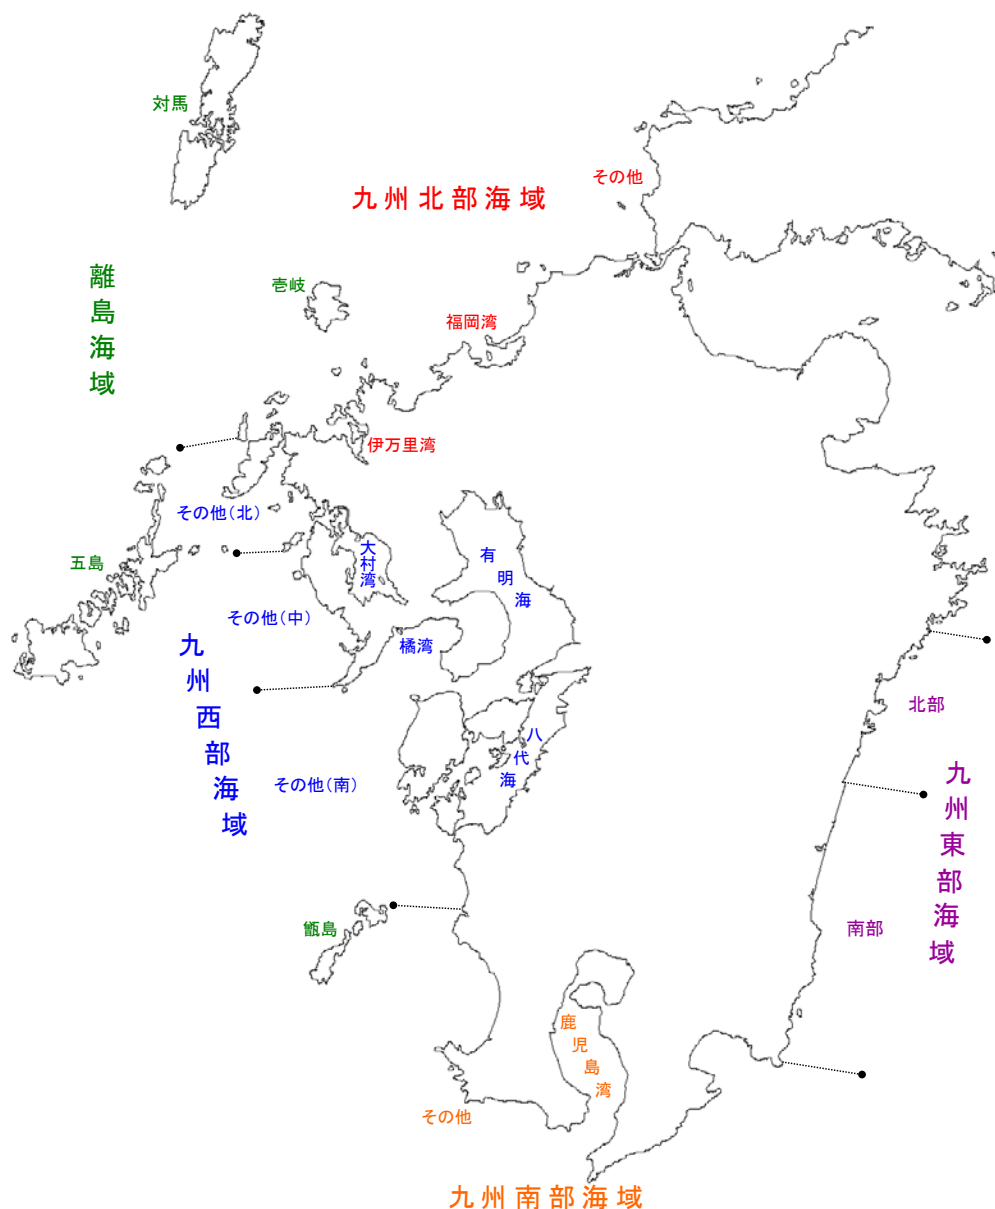 対馬
その他
九州北部海域
離島海域
壱岐
福岡湾
伊万里湾
その他(北)
大村湾
有明海
五島
その他(中)
橘湾
九州西部海域
北部
八代海
その他(南)
九州東部海域
甑島
南部
鹿児島湾
その他
九州南部海域